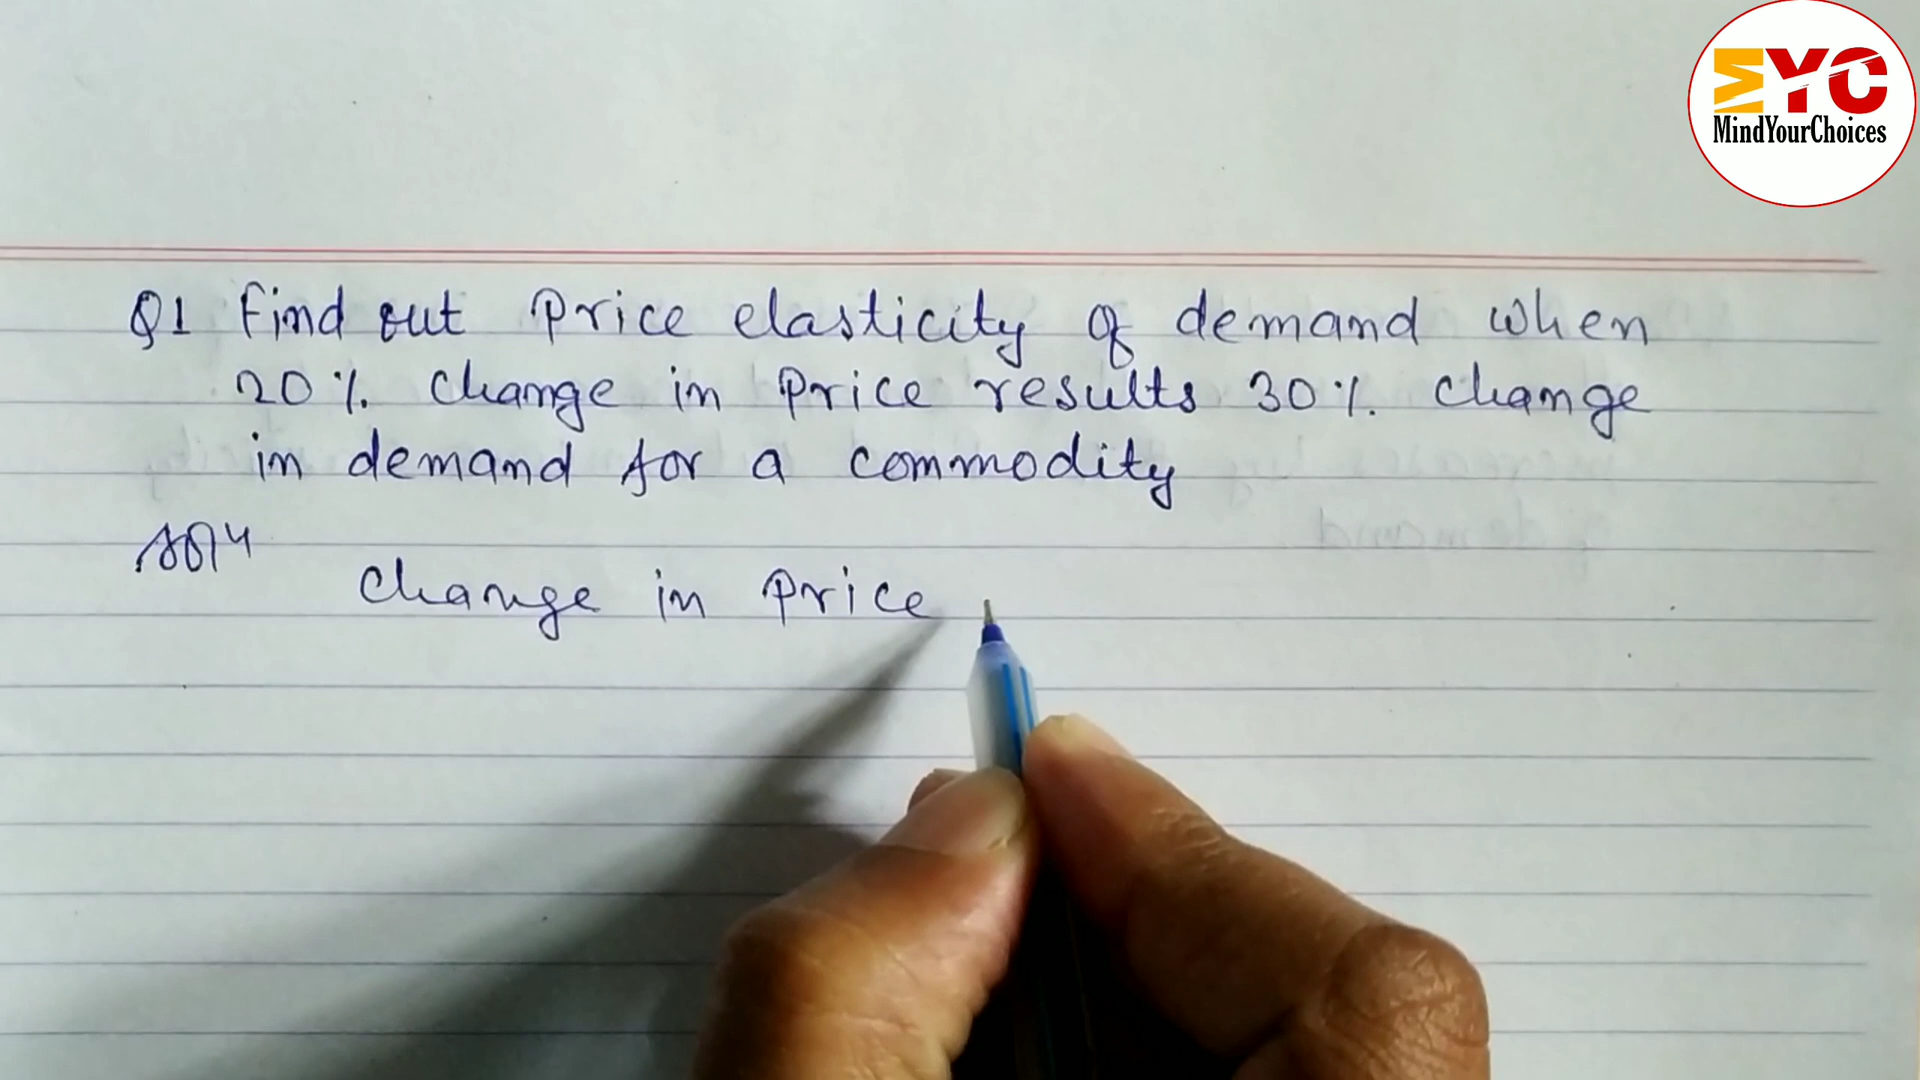 MYC
MindYourChoices
Q1 Find out Price elasticity of demand when
20%. Change in Price results 30%. Change
in demand for a commodity
Change in Price